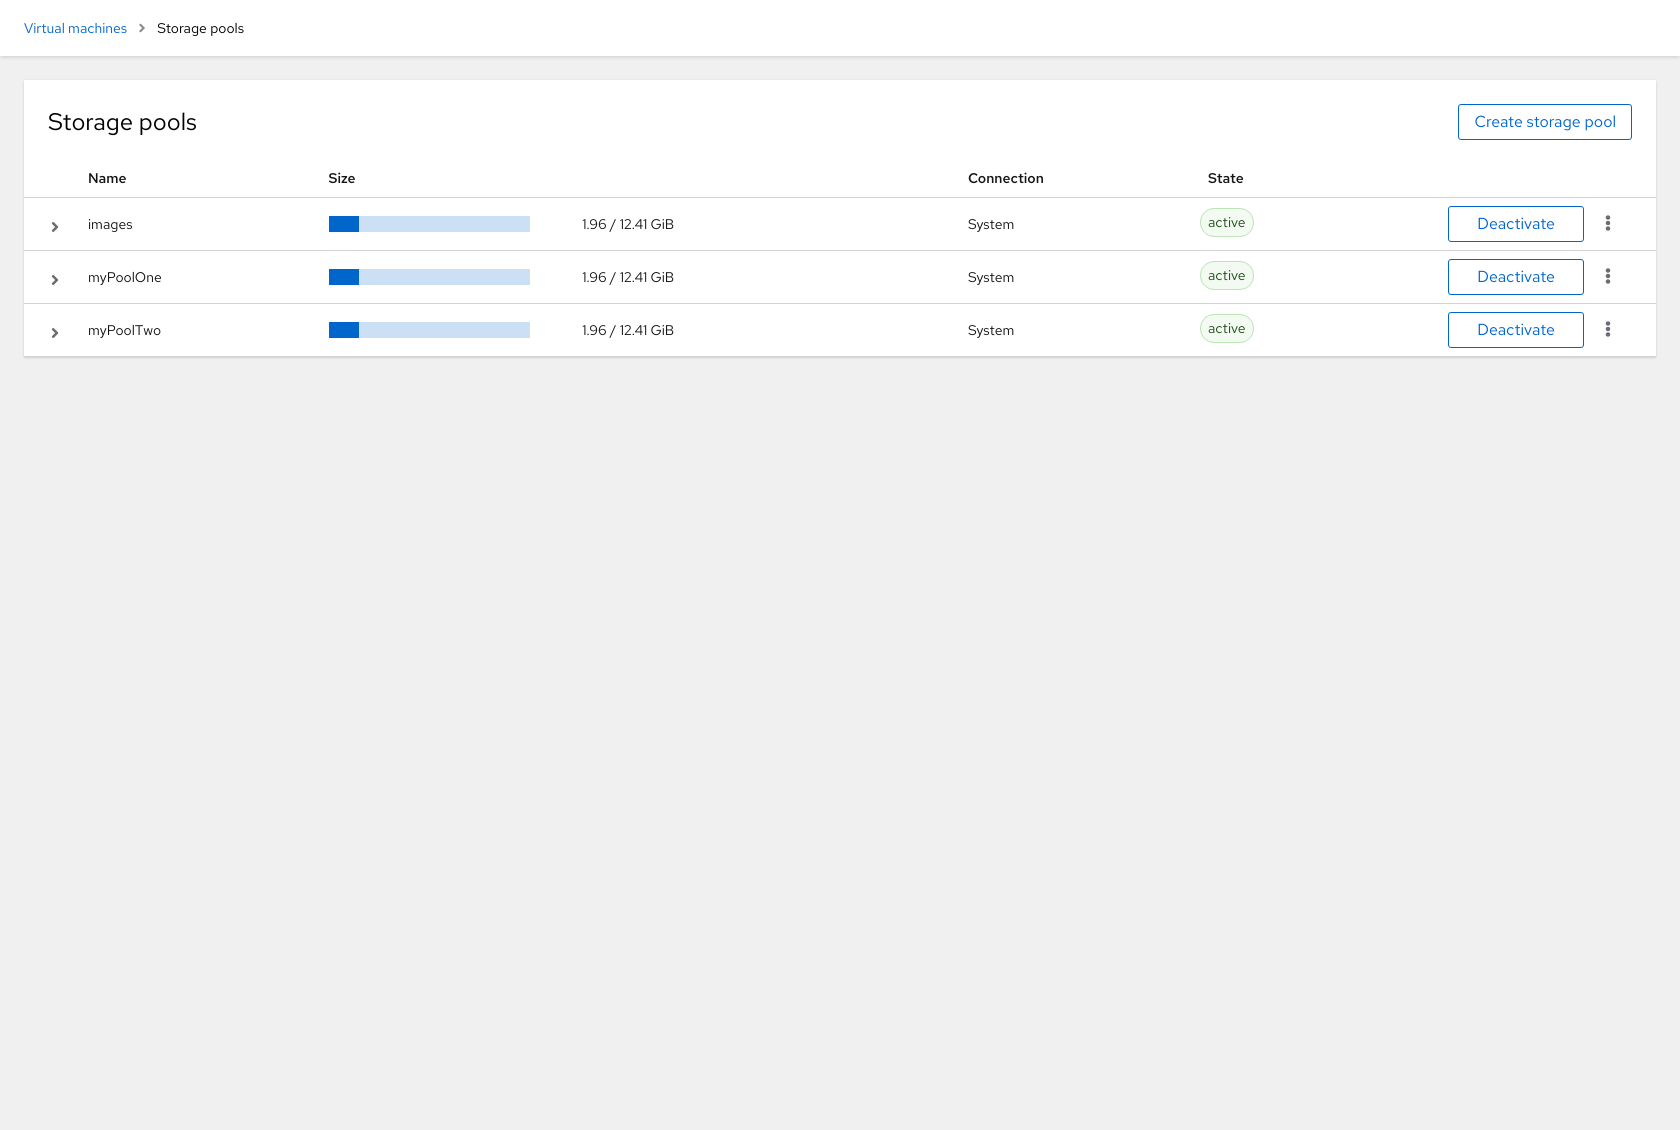 Virtual machines Storage pools
Storage pools Create storage pool
Name Size Connection State
images 1.96 / 12.41 GiB System active Deactivate
myPoolOne 1.96 / 12.41 GiB System active Deactivate
myPoolTwo 1.96 / 12.41 GiB System active Deactivate